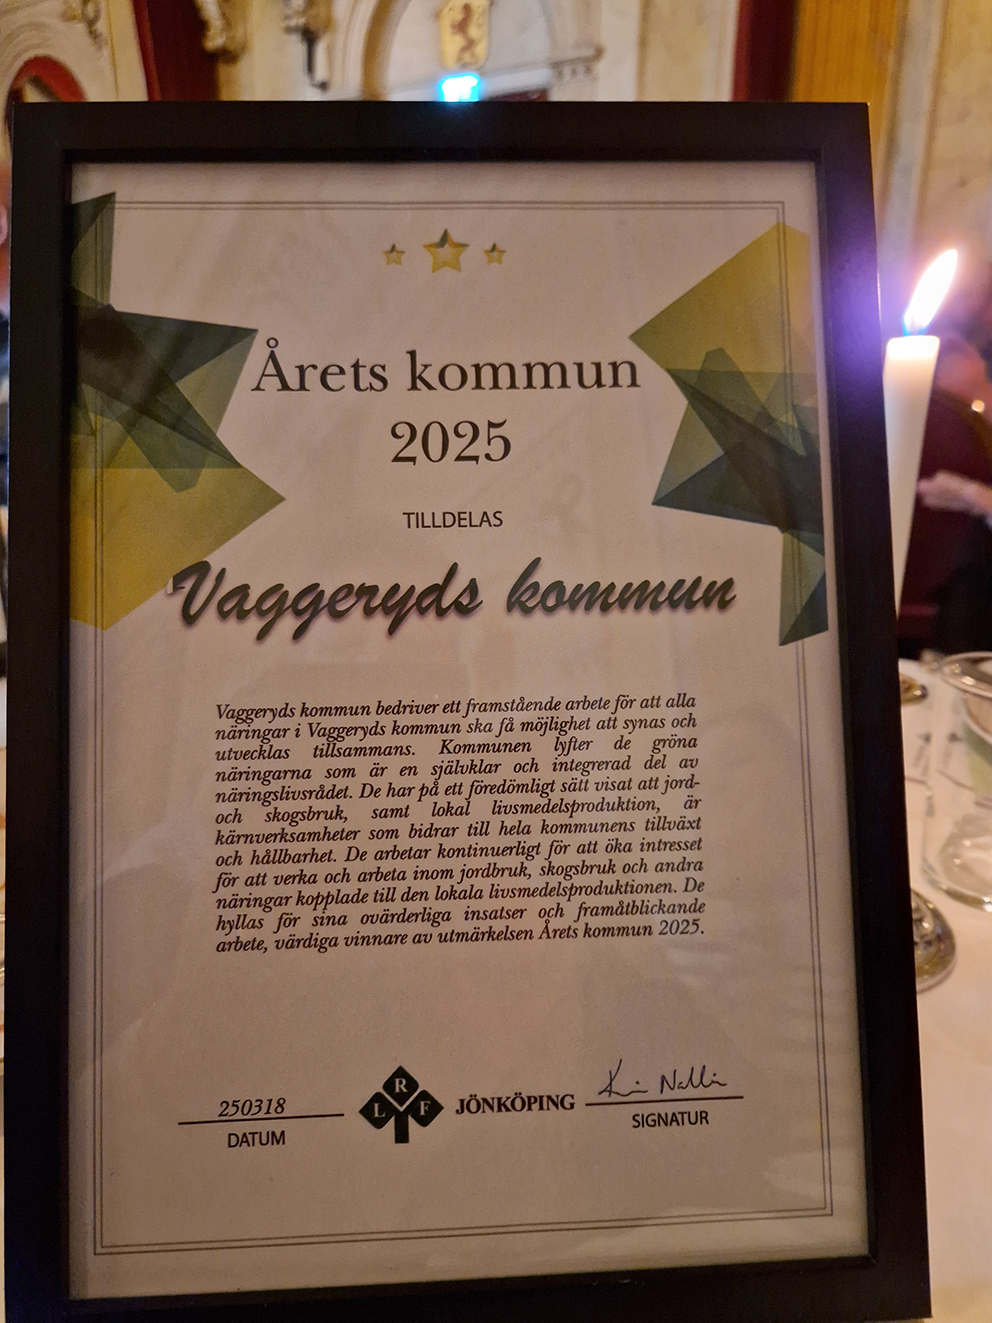 Årets kommun
2025
TILLDELAS
Vaggeryds kommun
Vaggeryds kommun bedriver ett framstående arbete för att alla
näringar i Vaggeryds kommun ska få möjlighet att synas och
utvecklas tillsammans. Kommunen lyfter de gröna
näringarna som är en självklar och integrerad del av
näringslivsrådet. De har på ett föredömligt sätt visat att jord-
och skogsbruk, samt lokal livsmedelsproduktion, är
kärnverksamheter som bidrar till hela kommunens tillväxt
och hållbarhet. De arbetar kontinuerligt för att öka intresset
för att verka och arbeta inom jordbruk, skogsbruk och andra
näringar kopplade till den lokala livsmedelsproduktionen. De
hyllas för sina ovärderliga insatser och framåtblickande
arbete, värdiga vinnare av utmärkelsen Årets kommun 2025.
250318
DATUM
LRF
JÖNKÖPING
SIGNATUR